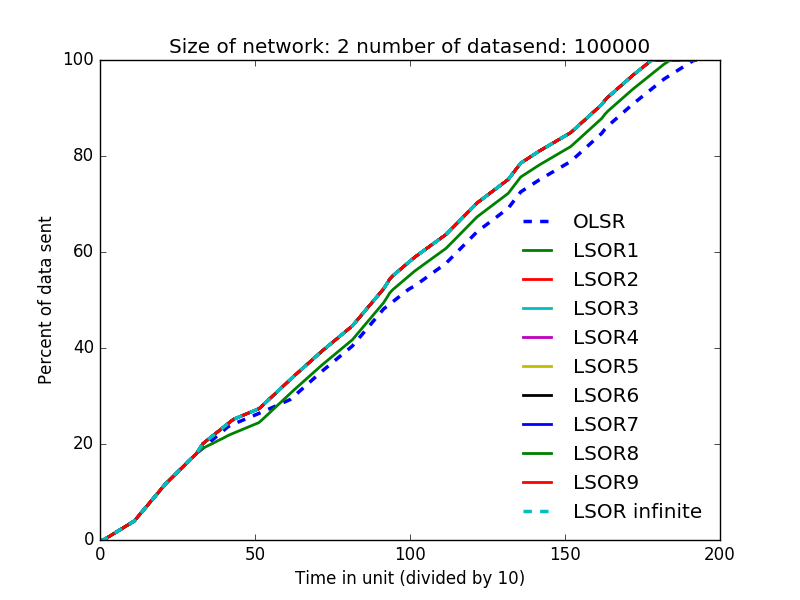 Size of network: 2 number of datasend: 100000
100
80
60
40
20
0
Percent of data sent
OLSR
LSOR1
LSOR2
LSOR3
LSOR4
LSOR5
LSOR6
LSOR7
LSOR8
LSOR9
LSOR infinite
0 50 100 150 200
Time in unit (divided by 10)